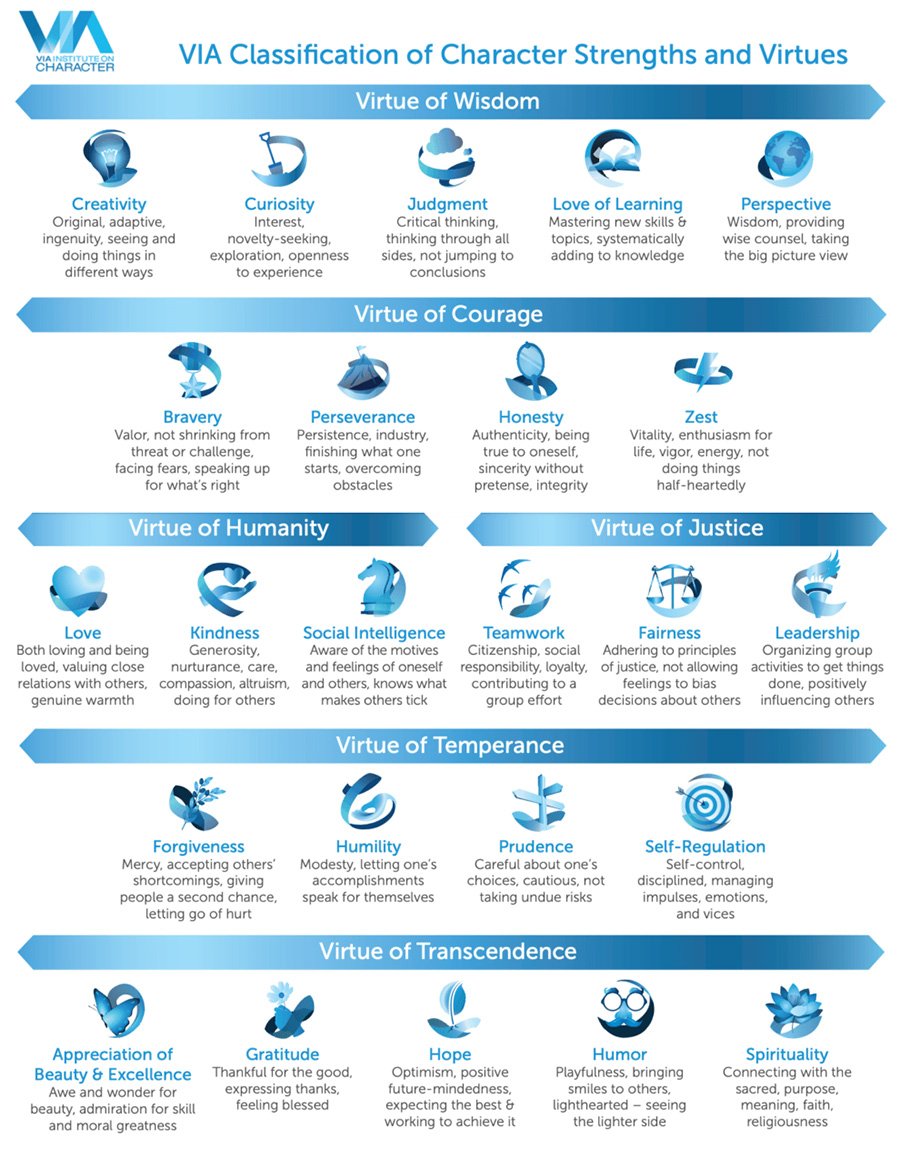 VIA
VIA INSTITUTE ON
CHARACTER
VIA Classification of Character Strengths and Virtues
Virtue of Wisdom
Creativity
Original, adaptive,
ingenuity, seeing and
doing things in
different ways
Curiosity
Interest,
novelty-seeking,
exploration, openness
to experience
Judgment
Critical thinking,
thinking through all
sides, not jumping to
conclusions
Love of Learning
Mastering new skills &
topics, systematically
adding to knowledge
Perspective
Wisdom, providing
wise counsel, taking
the big picture view
Virtue of Courage
Bravery
Valor, not shrinking from
threat or challenge,
facing fears, speaking up
for what's right
Perseverance
Persistence, industry,
finishing what one
starts, overcoming
obstacles
Honesty
Authenticity, being
true to oneself,
sincerity without
pretense, integrity
Zest
Vitality, enthusiasm for
life, vigor, energy, not
doing things
half-heartedly
Virtue of Humanity
Love
Both loving and being
loved, valuing close
relations with others,
genuine warmth
Kindness
Generosity,
nurturance, care,
compassion, altruism,
doing for others
Social Intelligence
Aware of the motives
and feelings of oneself
and others, knows what
makes others tick
Virtue of Justice
Teamwork
Citizenship, social
responsibility, loyalty,
contributing to a
group effort
Fairness
Adhering to principles
of justice, not allowing
feelings to bias
decisions about others
Leadership
Organizing group
activities to get things
done, positively
influencing others
Virtue of Temperance
Forgiveness
Mercy, accepting others'
shortcomings, giving
people a second chance,
letting go of hurt
Humility
Modesty, letting one's
accomplishments
speak for themselves
Prudence
Careful about one's
choices, cautious, not
taking undue risks
Self-Regulation
Self-control,
disciplined, managing
impulses, emotions,
and vices
Virtue of Transcendence
Appreciation of
Beauty & Excellence
Awe and wonder for
beauty, admiration for skill
and moral greatness
Gratitude
Thankful for the good,
expressing thanks,
feeling blessed
Hope
Optimism, positive
future-mindedness,
expecting the best &
working to achieve it
Humor
Playfulness, bringing
smiles to others,
lighthearted – seeing
the lighter side
Spirituality
Connecting with the
sacred, purpose,
meaning, faith,
religiousness